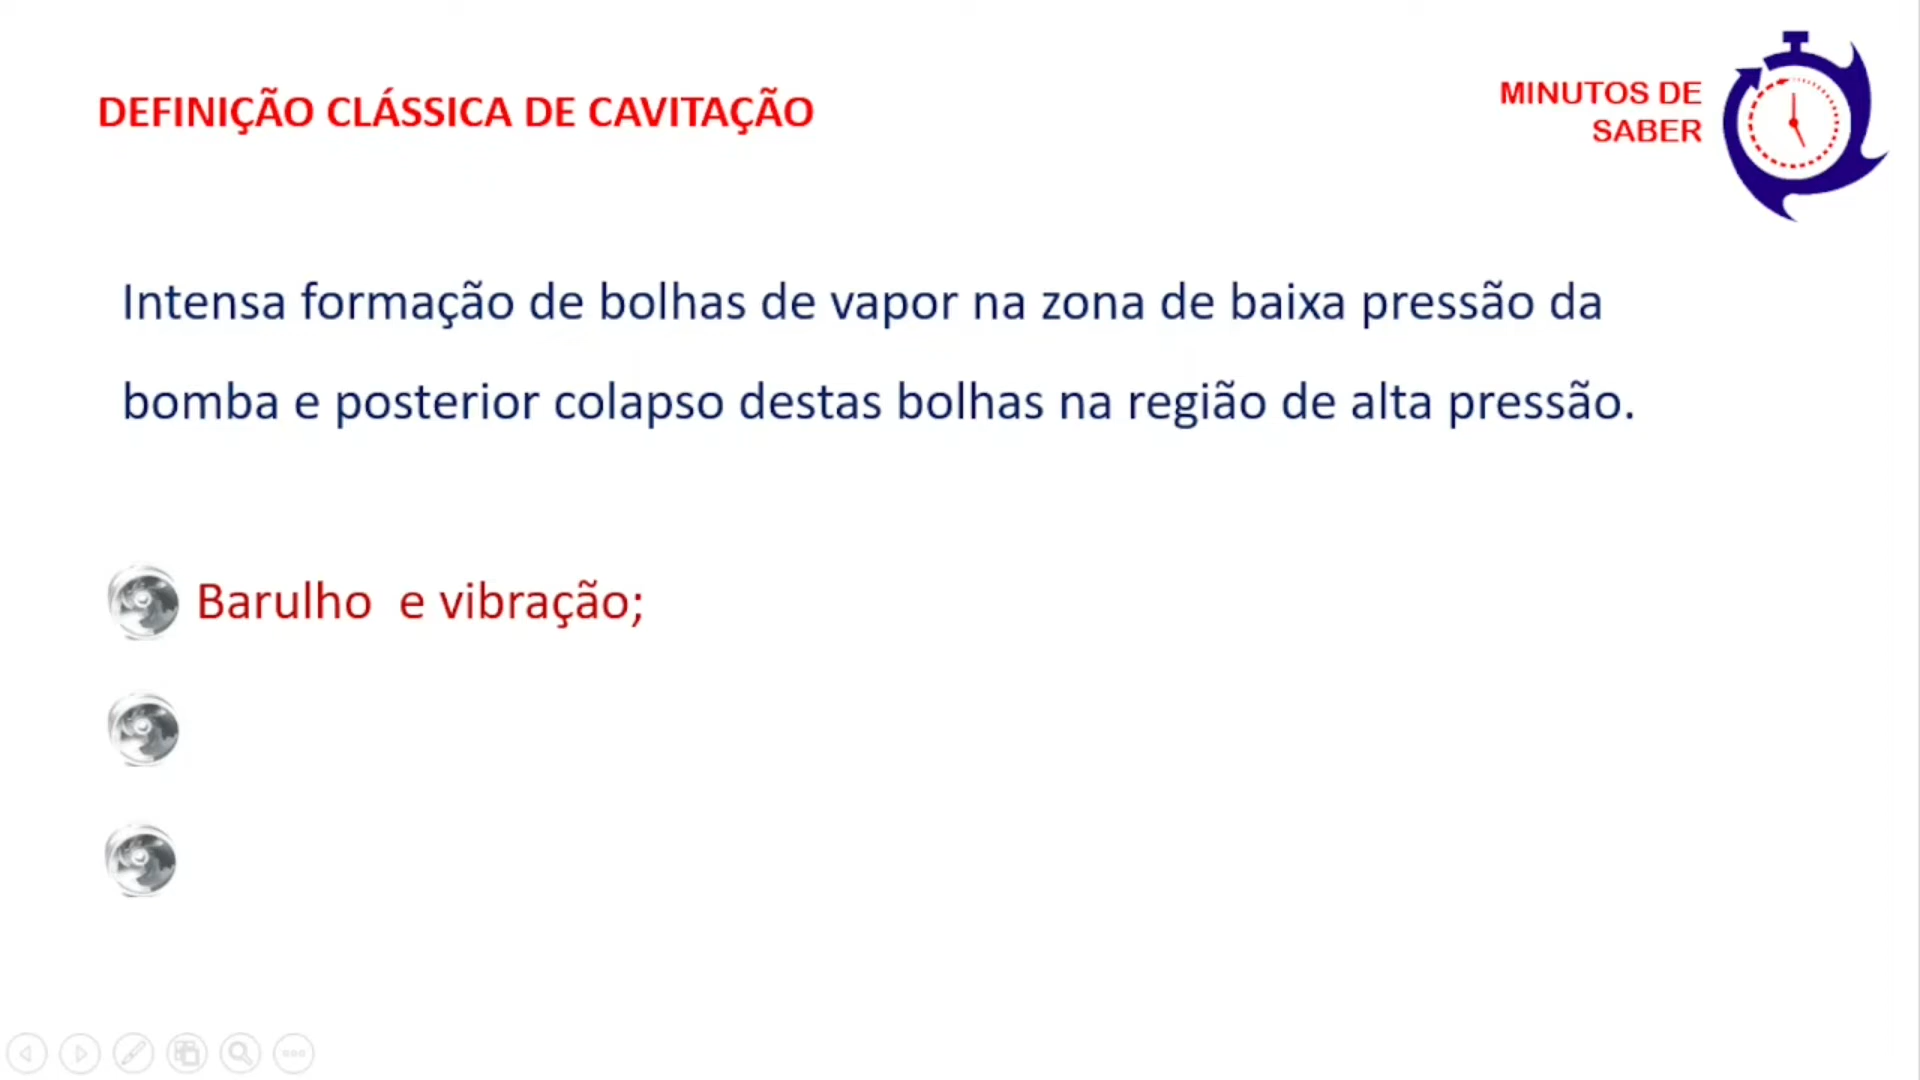 DEFINIÇÃO CLÁSSICA DE CAVITAÇÃO
MINUTOS DE
SABER
Intensa formação de bolhas de vapor na zona de baixa pressão da
bomba e posterior colapso destas bolhas na região de alta pressão.
Barulho  e vibração;